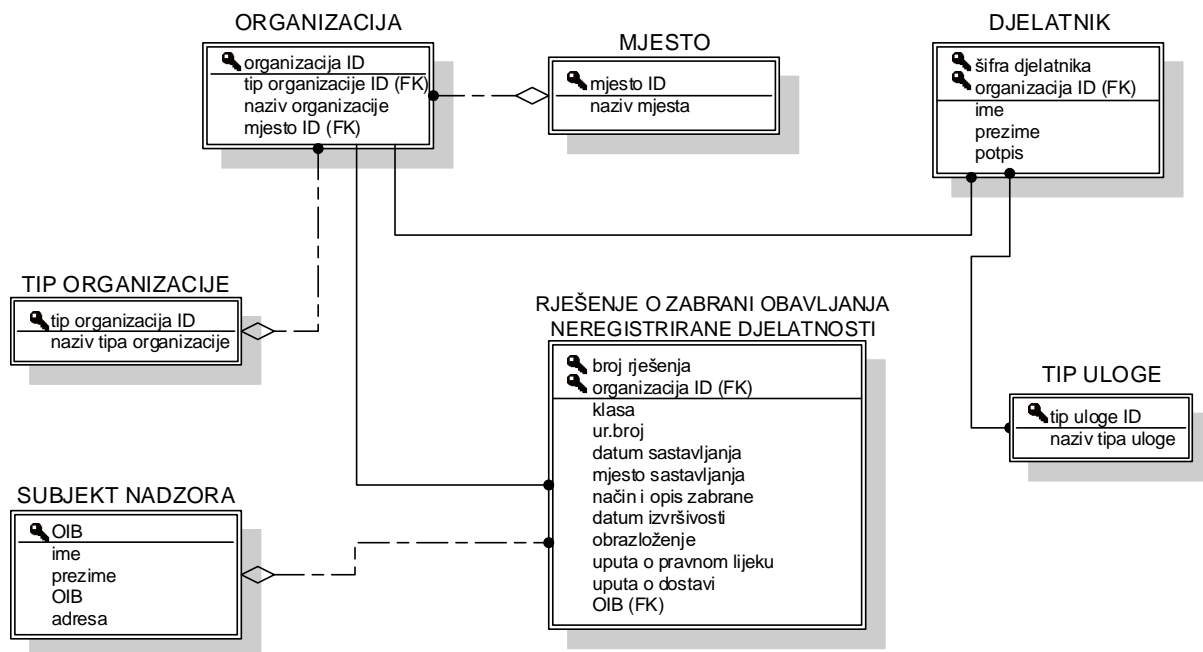 ORGANIZACIJA
organizacija ID
tip organizacije ID (FK)
naziv organizacije
mjesto ID (FK)
MJESTO
mjesto ID
naziv mjesta
DJELATNIK
šifra djelatnika
organizacija ID (FK)
ime
prezime
potpis
TIP ORGANIZACIJE
tip organizacija ID
naziv tipa organizacije
RJEŠENJE O ZABRANI OBAVLJANJA
NEREGISTRIRANE DJELATNOSTI
broj rješenja
organizacija ID (FK)
klasa
ur.broj
datum sastavljanja
mjesto sastavljanja
način i opis zabrane
datum izvršivosti
obrazloženje
uputa o pravnom lijeku
uputa o dostavi
OIB (FK)
TIP ULOGE
tip uloge ID
naziv tipa uloge
SUBJEKT NADZORA
OIB
ime
prezime
OIB
adresa